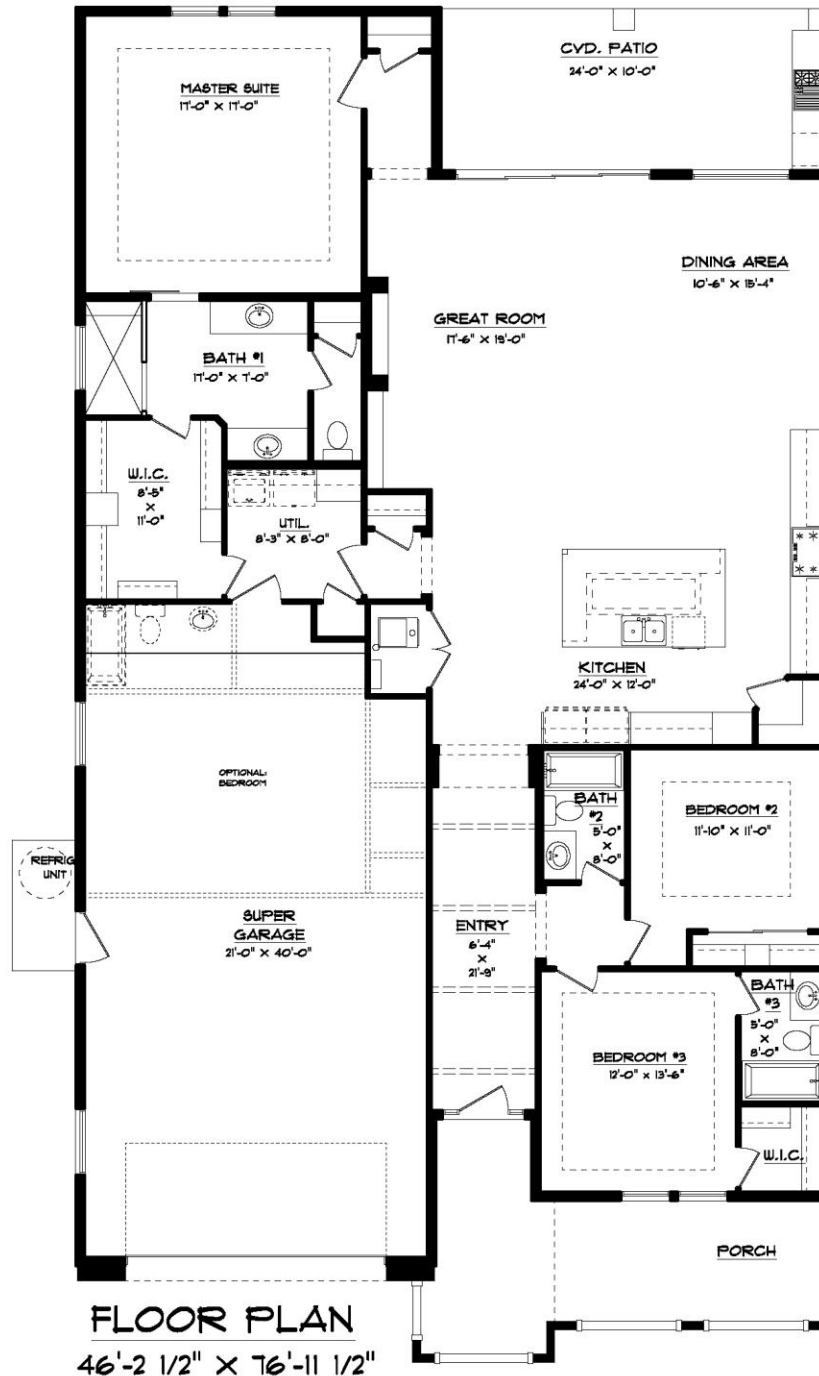 CVD. PATIO
24'-0" X 10'-0"
MASTER SUITE
17'-0" X 17'-0"
DINING AREA
10'-6" X 15'-4"
GREAT ROOM
17'-6" X 19'-0"
BATH #1
17'-0" X 7'-0"
W.I.C.
8'-5"
X
11'-0"
UTIL.
8'-3" X 8'-0"
KITCHEN
24'-0" X 12'-0"
OPTIONAL:
BEDROOM
BATH
#2
5'-0"
X
8'-0"
BEDROOM #2
11'-10" X 11'-0"
REFRIG
UNIT
SUPER
GARAGE
21'-0" X 40'-0"
ENTRY
6'-4"
X
21'-9"
BATH
#3
5'-0"
X
8'-0"
BEDROOM #3
12'-0" X 13'-6"
W.I.C.
PORCH
FLOOR PLAN
46'-2 1/2" X 76'-11 1/2"